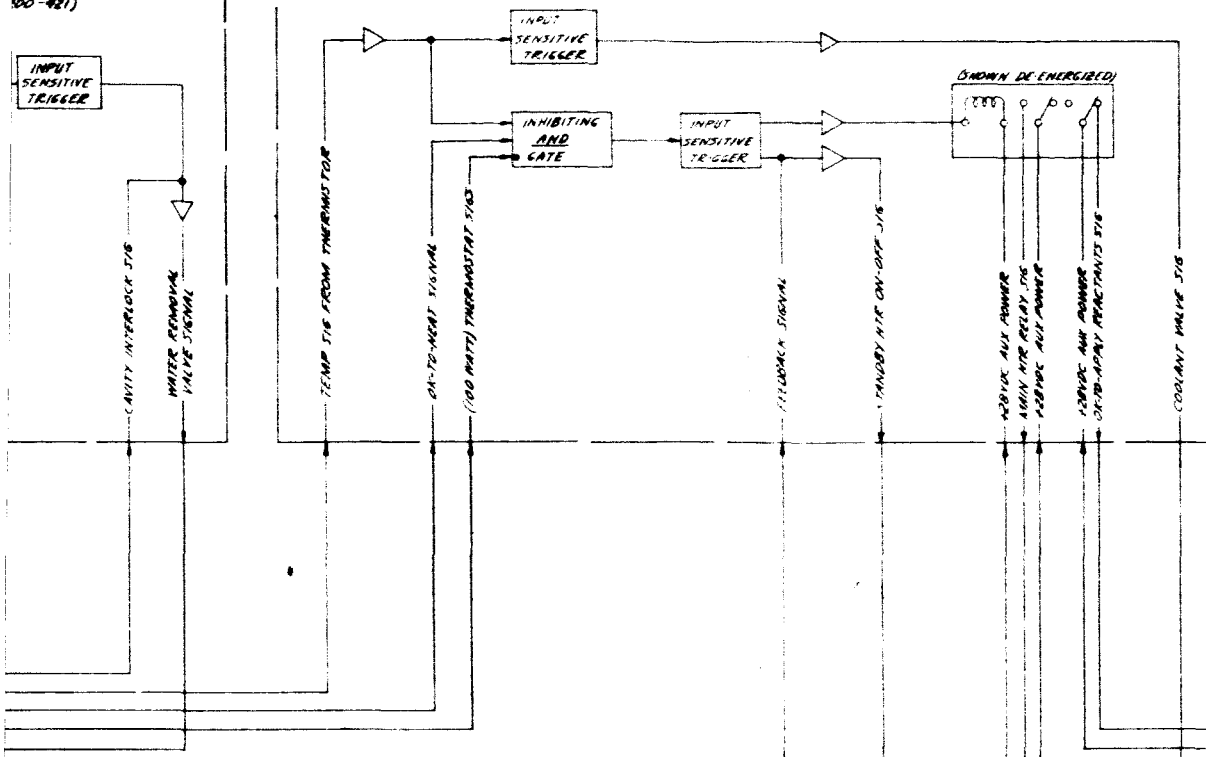 INPUT
SENSITIVE
TRIGGER
INPUT
SENSITIVE
TRIGGER
(SHOWN DE-ENERGIZED)
INHIBITING
AND
GATE
INPUT
SENSITIVE
TRIGGER
CAVITY INTERLOCK SIG
WATER REMOVAL
VALVE SIGNAL
TEMP SIG FROM THERMISTOR
OK-TO-HEAT SIGNAL
(100 WATT) THERMOSTAT SIGS
FEEDBACK SIGNAL
STANDBY HTR ON-OFF SIG
+28VDC AUX POWER
MAIN HTR RELAY SIG
+28VDC AUX POWER
+28VDC AUX POWER
OK-TO-APPLY REACTANTS SIG
COOLANT VALVE SIG